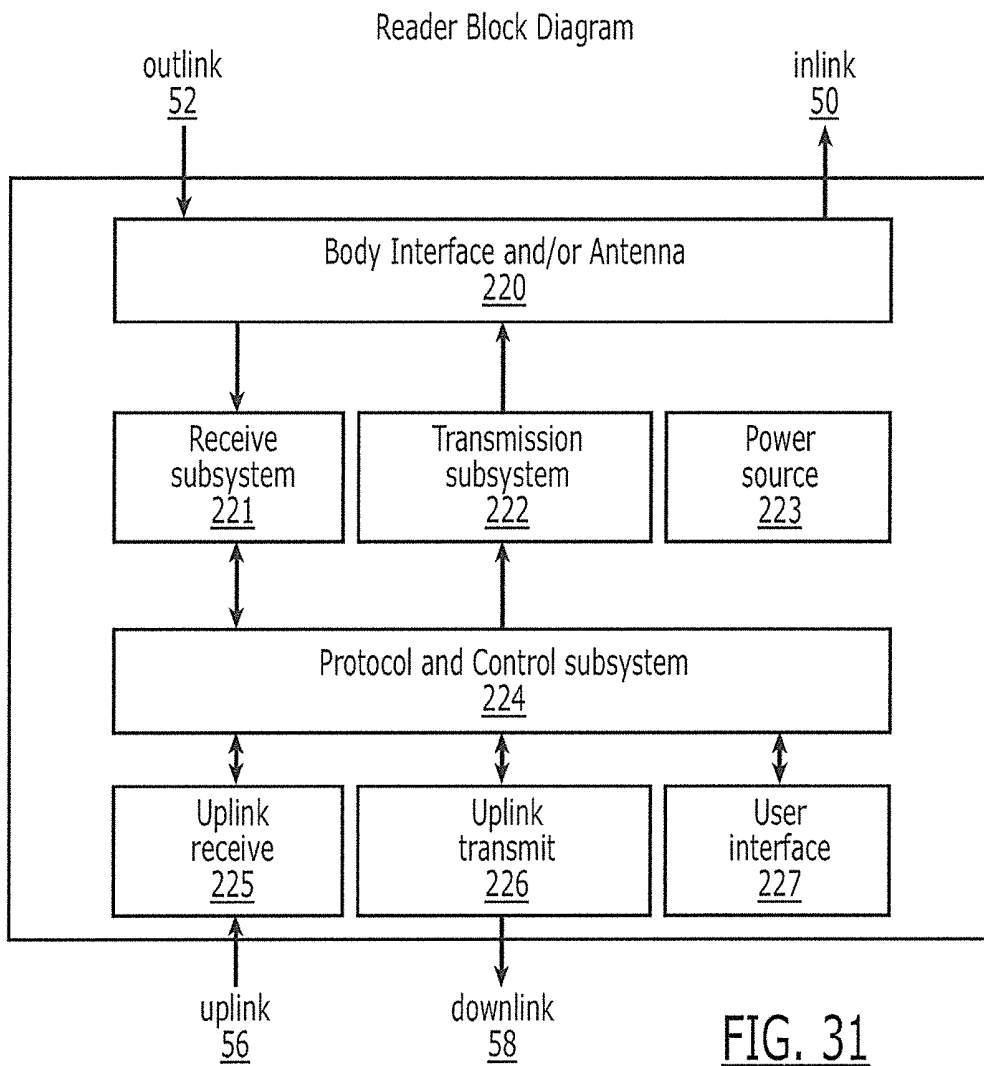 Reader Block Diagram
outlink
52
inlink
50
Body Interface and/or Antenna
220
Receive
subsystem
221
Transmission
subsystem
222
Power
source
223
Protocol and Control subsystem
224
Uplink
receive
225
Uplink
transmit
226
User
interface
227
uplink
56
downlink
58
FIG. 31